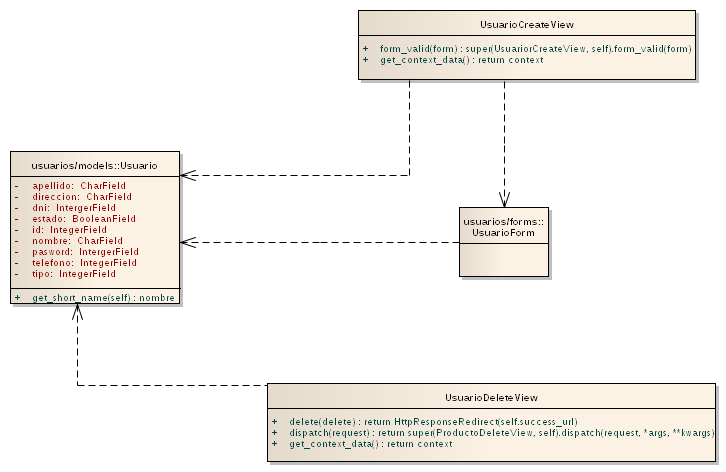 UsuarioCreateView
+ form_valid(form) : super(UsuariorCreateView, self).form_valid(form)
+ get_context_data() : return context
usuarios/models::Usuario
- apellido: CharField
- direccion: CharField
- dni: IntergerField
- estado: BooleanField
- id: IntegerField
- nombre: CharField
- pasword: IntergerField
- telefono: IntegerField
- tipo: IntegerField
+ get_short_name(self) : nombre
usuarios/forms::
UsuarioForm
UsuarioDeleteView
+ delete(delete) : return HttpResponseRedirect(self.success_url)
+ dispatch(request) : return super(ProductoDeleteView, self).dispatch(request, *args, **kwargs)
+ get_context_data() : return context